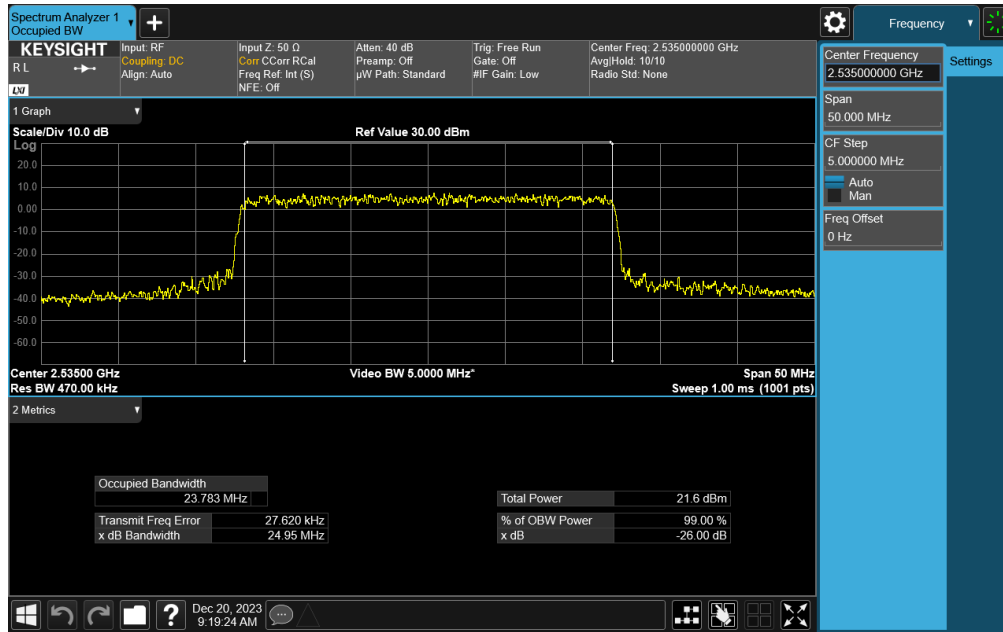 Spectrum Analyzer 1
Occupied BW
Frequency
KEYSIGHT
R L
LXI
Input: RF
Coupling: DC
Align: Auto
Input Z: 50 Ω
Corr CCorr RCal
Freq Ref: Int (S)
NFE: Off
Atten: 40 dB
Preamp: Off
µW Path: Standard
Trig: Free Run
Gate: Off
#IF Gain: Low
Center Freq: 2.535000000 GHz
Avg|Hold: 10/10
Radio Std: None
Center Frequency
2.535000000 GHz
Settings
Span
50.000 MHz
CF Step
5.000000 MHz
Auto
Man
Freq Offset
0 Hz
1 Graph
Scale/Div 10.0 dB
Ref Value 30.00 dBm
Log
20.0
10.0
0.00
-10.0
-20.0
-30.0
-40.0
-50.0
-60.0
Center 2.53500 GHz
Video BW 5.0000 MHz*
Span 50 MHz
Res BW 470.00 kHz
Sweep 1.00 ms (1001 pts)
2 Metrics
Occupied Bandwidth
23.783 MHz
Total Power 21.6 dBm
Transmit Freq Error 27.620 kHz
% of OBW Power 99.00 %
x dB Bandwidth 24.95 MHz
x dB -26.00 dB
?
Dec 20, 2023
9:19:24 AM